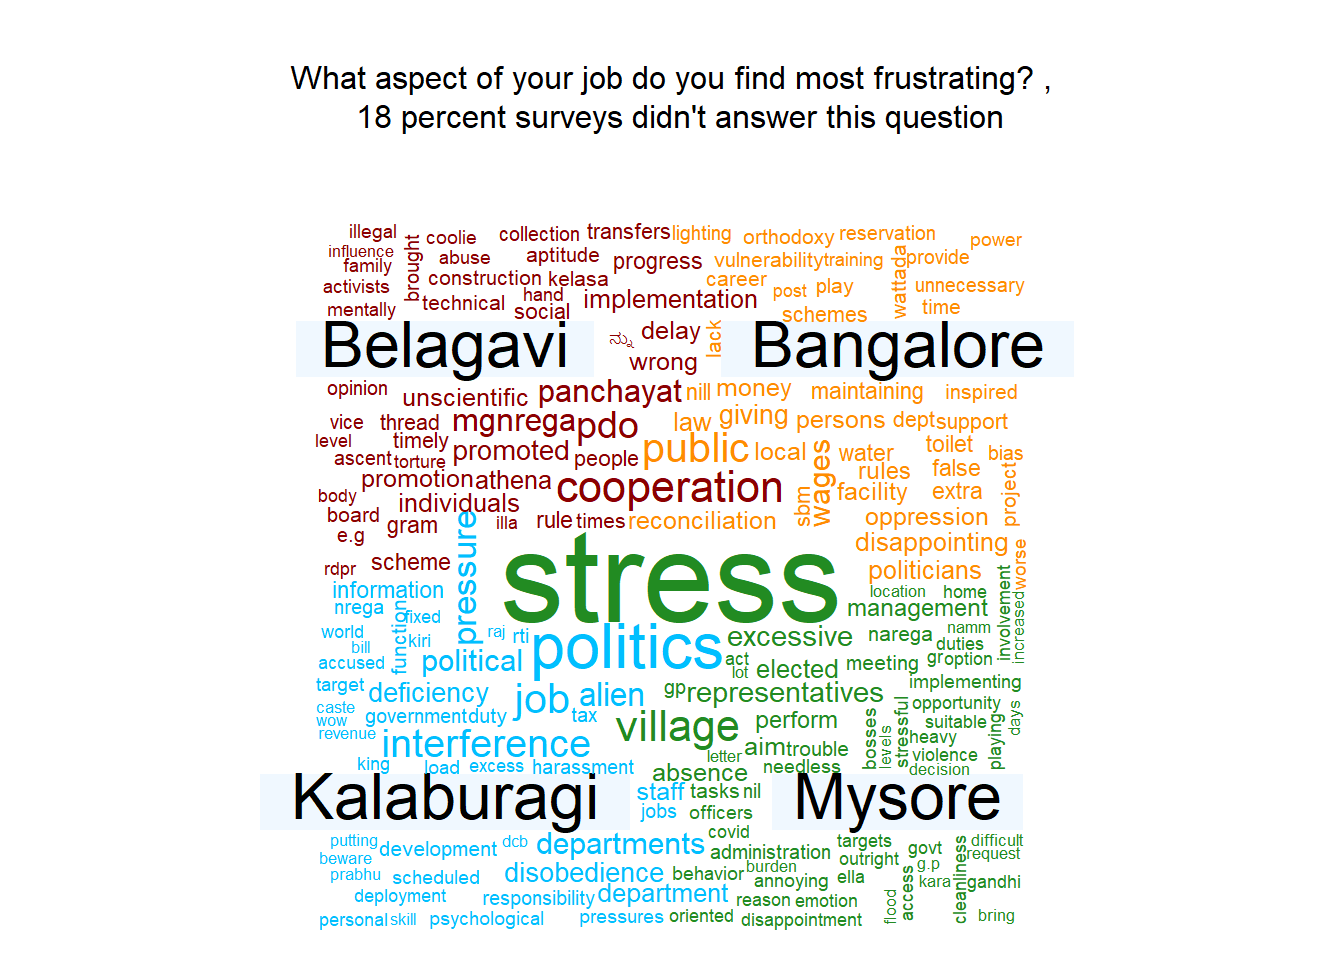 What aspect of your job do you find most frustrating? ,
18 percent surveys didn't answer this question
illegal collection transfers lighting orthodoxy reservation power
influence brought coolie abuse aptitude progress vulnerability training wattada provide
family activists construction kelasa career unnecessary
mentally technical hand social implementation post play schemes time
Belagavi ನ್ನು delay lack Bangalore
wrong
opinion unscientific panchayat nill money maintaining inspired
vice thread mgnrega pdo law giving persons dept support
level timely promoted people public local water toilet bias
ascent torture rules false
promotion athena cooperation wages facility extra project
body individuals sbm
board gram illa rule times reconciliation oppression
e.g pressure stress disappointing
rdpr scheme politicians worse
information location home involvement increased
nrega function fixed management
world kiri raj rti politics excessive narega namm duties
bill political act elected meeting gr option
accused lot
target deficiency job alien gp representatives implementing
caste government duty tax village perform bosses stressful opportunity
wow suitable playing days
revenue interference aim trouble levels heavy
king load excess harassment letter absence needless violence decision
Kalaburagi staff tasks nil Mysore
jobs officers
putting development dcb departments covid administration targets govt cleanliness difficult
beware outright g.p request
prabhu scheduled disobedience behavior burden annoying ella access kara gandhi
deployment responsibility department reason emotion flood
personal skill psychological pressures oriented disappointment bring